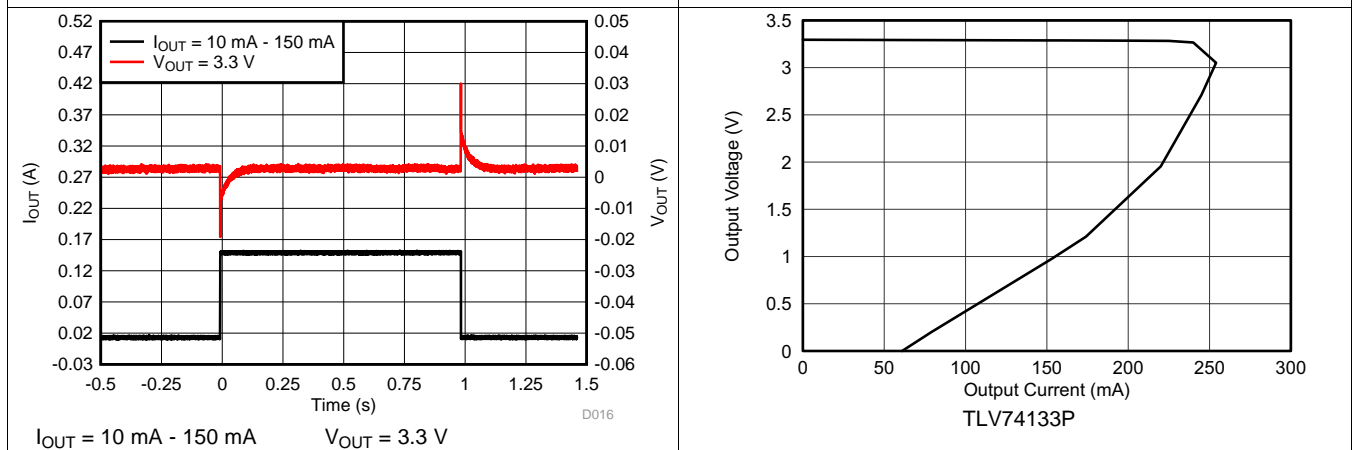 0.52
0.47
0.42
0.37
0.32
0.27
0.22
0.17
0.12
0.07
0.02
-0.03
I_OUT (A)
I_OUT = 10 mA - 150 mA
V_OUT = 3.3 V
0.05
0.04
0.03
0.02
0.01
0
-0.01
-0.02
-0.03
-0.04
-0.05
-0.06
V_OUT (V)
-0.5 -0.25 0 0.25 0.5 0.75 1 1.25 1.5
Time (s)
D016
I_OUT = 10 mA - 150 mA V_OUT = 3.3 V
3.5
3
2.5
2
1.5
1
0.5
0
Output Voltage (V)
0 50 100 150 200 250 300
Output Current (mA)
TLV74133P